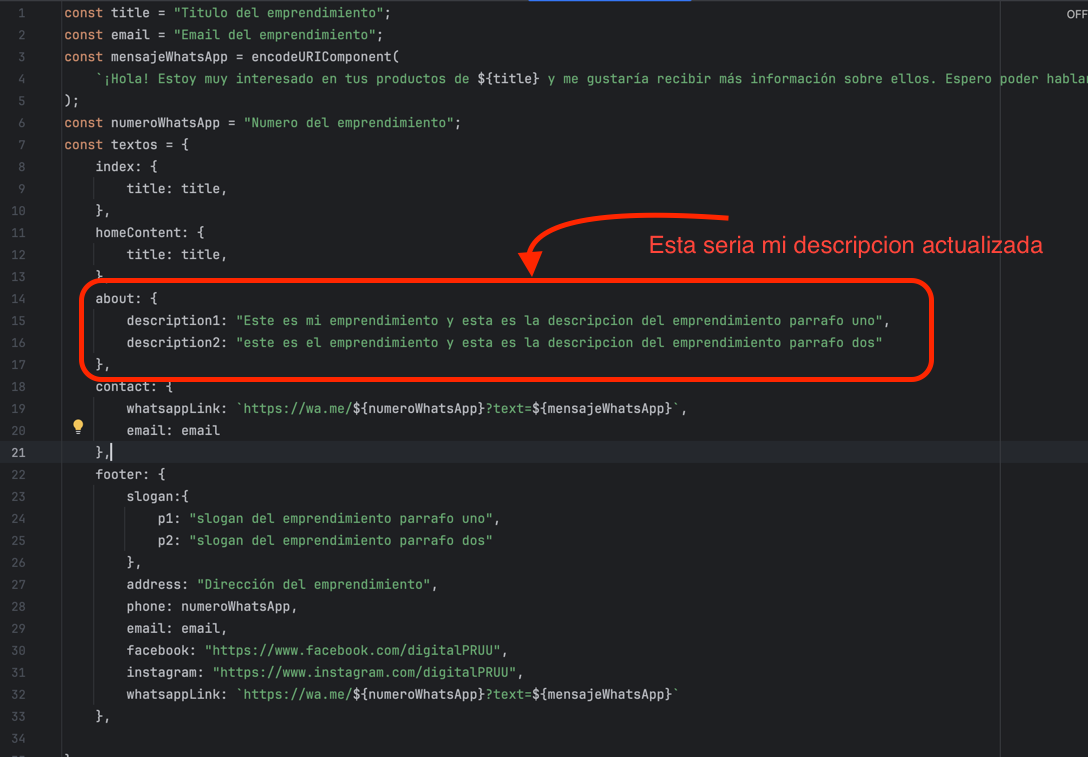 OFF
1 const title = "Titulo del emprendimiento";
2 const email = "Email del emprendimiento";
3 const mensajeWhatsApp = encodeURIComponent(
4 `¡Hola! Estoy muy interesado en tus productos de ${title} y me gustaría recibir más información sobre ellos. Espero poder hablar
5 );
6 const numeroWhatsApp = "Numero del emprendimiento";
7 const textos = {
8 index: {
9 title: title,
10 },
11 homeContent: {
12 title: title,
13 },
Esta seria mi descripcion actualizada
14 about: {
15 description1: "Este es mi emprendimiento y esta es la descripcion del emprendimiento parrafo uno",
16 description2: "este es el emprendimiento y esta es la descripcion del emprendimiento parrafo dos"
17 },
18 contact: {
19 whatsappLink: `https://wa.me/${numeroWhatsApp}?text=${mensajeWhatsApp}`,
20 email: email
21 },
22 footer: {
23 slogan:{
24 p1: "slogan del emprendimiento parrafo uno",
25 p2: "slogan del emprendimiento parrafo dos"
26 },
27 address: "Dirección del emprendimiento",
28 phone: numeroWhatsApp,
29 email: email,
30 facebook: "https://www.facebook.com/digitalPRUU",
31 instagram: "https://www.instagram.com/digitalPRUU",
32 whatsappLink: `https://wa.me/${numeroWhatsApp}?text=${mensajeWhatsApp}`
33 },
34